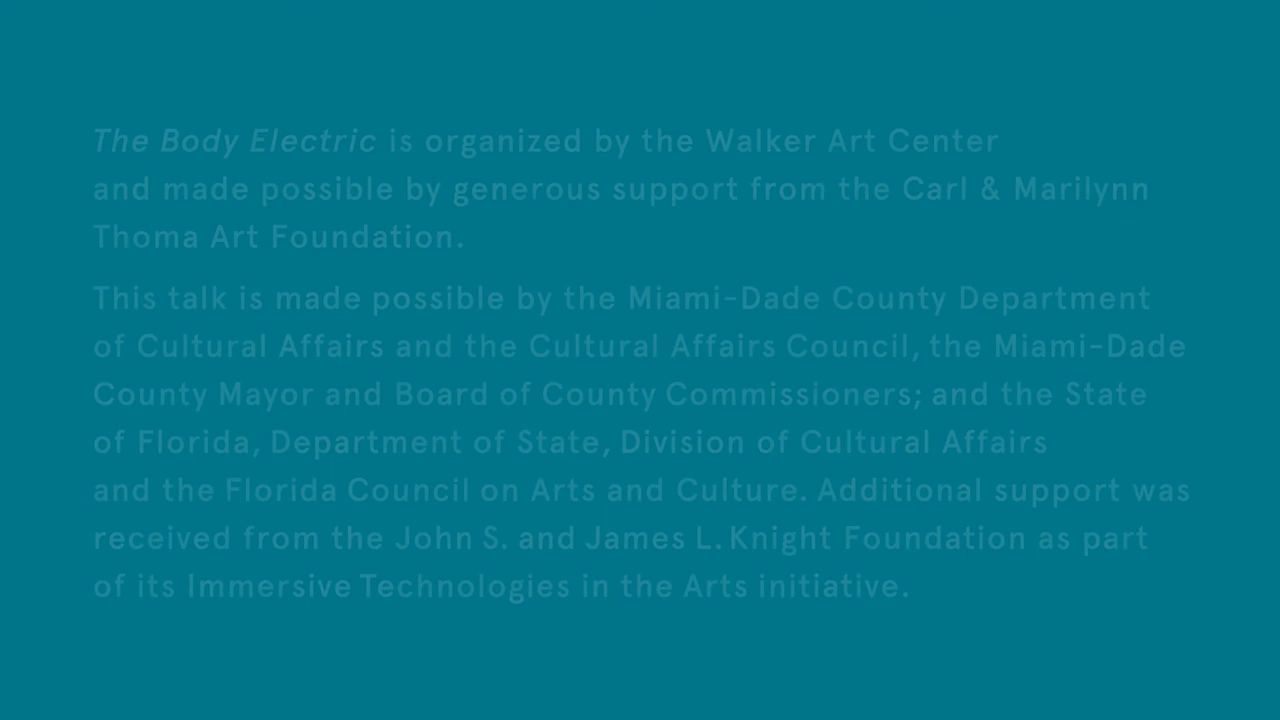 The Body Electric is organized by the Walker Art Center
and made possible by generous support from the Carl & Marilynn
Thoma Art Foundation.
This talk is made possible by the Miami-Dade County Department
of Cultural Affairs and the Cultural Affairs Council, the Miami-Dade
County Mayor and Board of County Commissioners; and the State
of Florida, Department of State, Division of Cultural Affairs
and the Florida Council on Arts and Culture. Additional support was
received from the John S. and James L. Knight Foundation as part
of its Immersive Technologies in the Arts initiative.